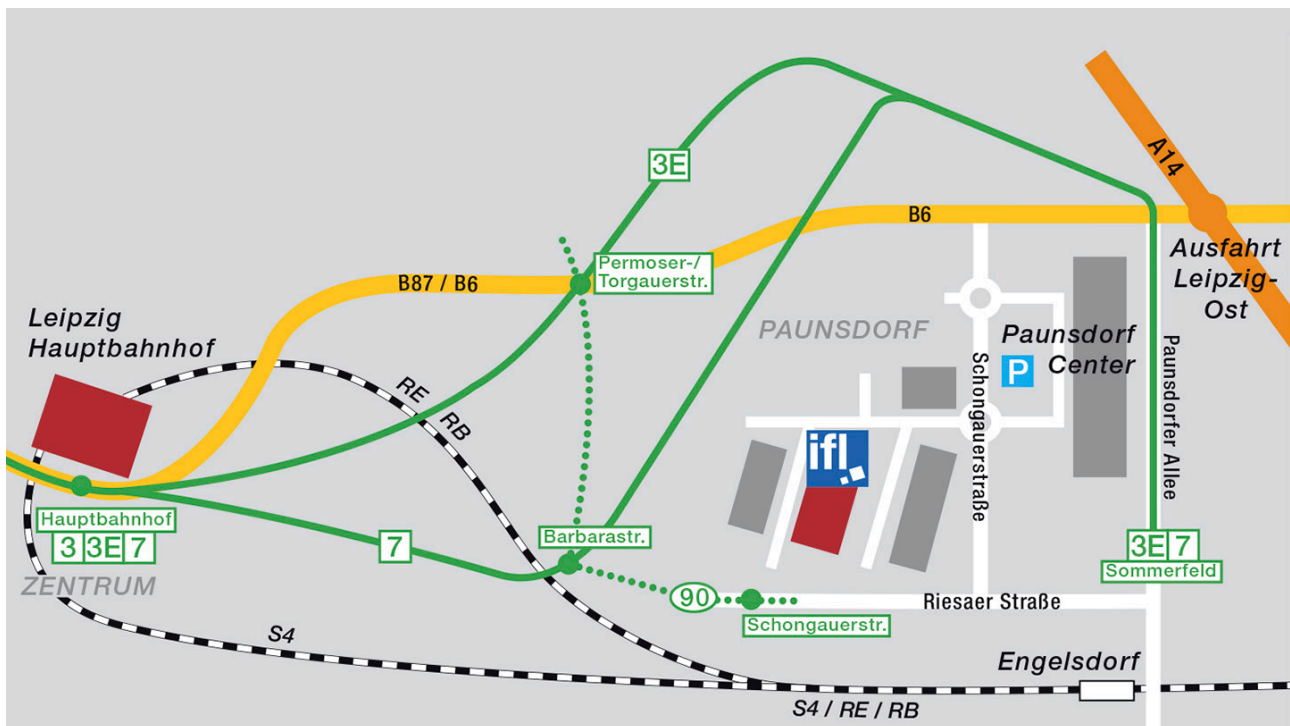 A14
3E
B6
Ausfahrt
Leipzig-
Ost
Permoser-/
Torgauerstr.
B87 / B6
Leipzig
Hauptbahnhof
PAUNSDORF
Paunsdorf
Center
P
Schongauerstraße
Paunsdorfer Allee
RE
RB
ifl
Hauptbahnhof
3 3E 7
ZENTRUM
7
Barbarastr.
3E 7
Sommerfeld
90
Riesaer Straße
Schongauerstr.
S4
Engelsdorf
S4 / RE / RB